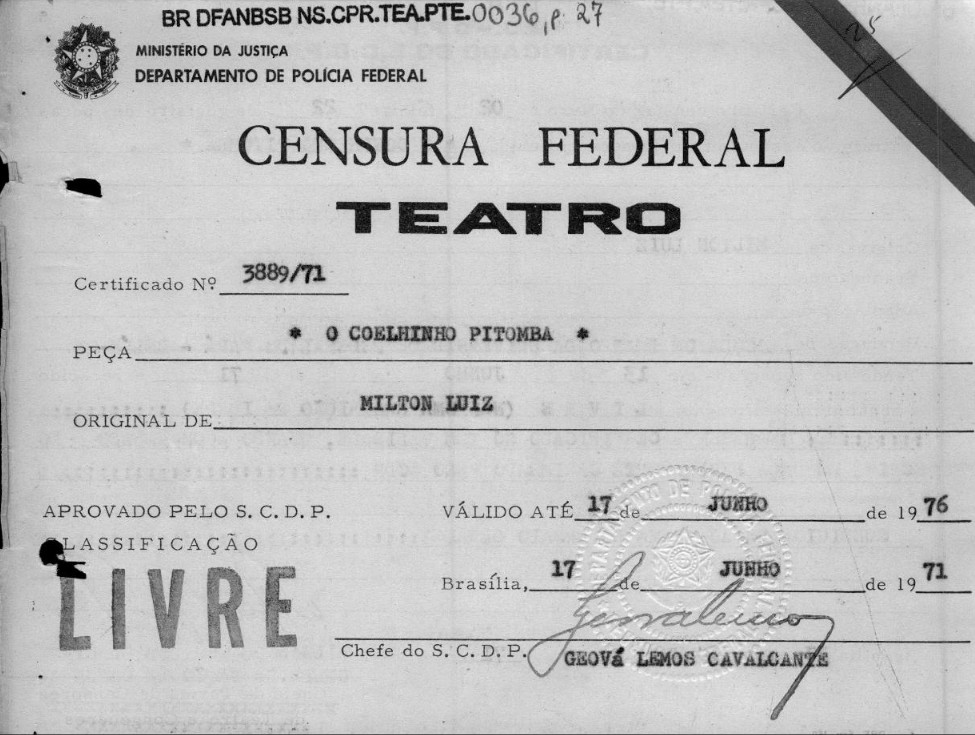 BR DFANBSB NS.CPR.TEA.PTE.0036, p. 27
25
MINISTÉRIO DA JUSTIÇA
DEPARTAMENTO DE POLÍCIA FEDERAL
CENSURA FEDERAL
TEATRO
Certificado Nº 3889/71
PEÇA * O COELHINHO PITOMBA *
ORIGINAL DE MILTON LUIZ
APROVADO PELO S. C. D. P.
VÁLIDO ATÉ 17 de JUNHO de 19 76
CLASSIFICAÇÃO
LIVRE
Brasília, 17 de JUNHO de 19 71
Chefe do S. C. D. P. GEOVÁ LEMOS CAVALCANTE